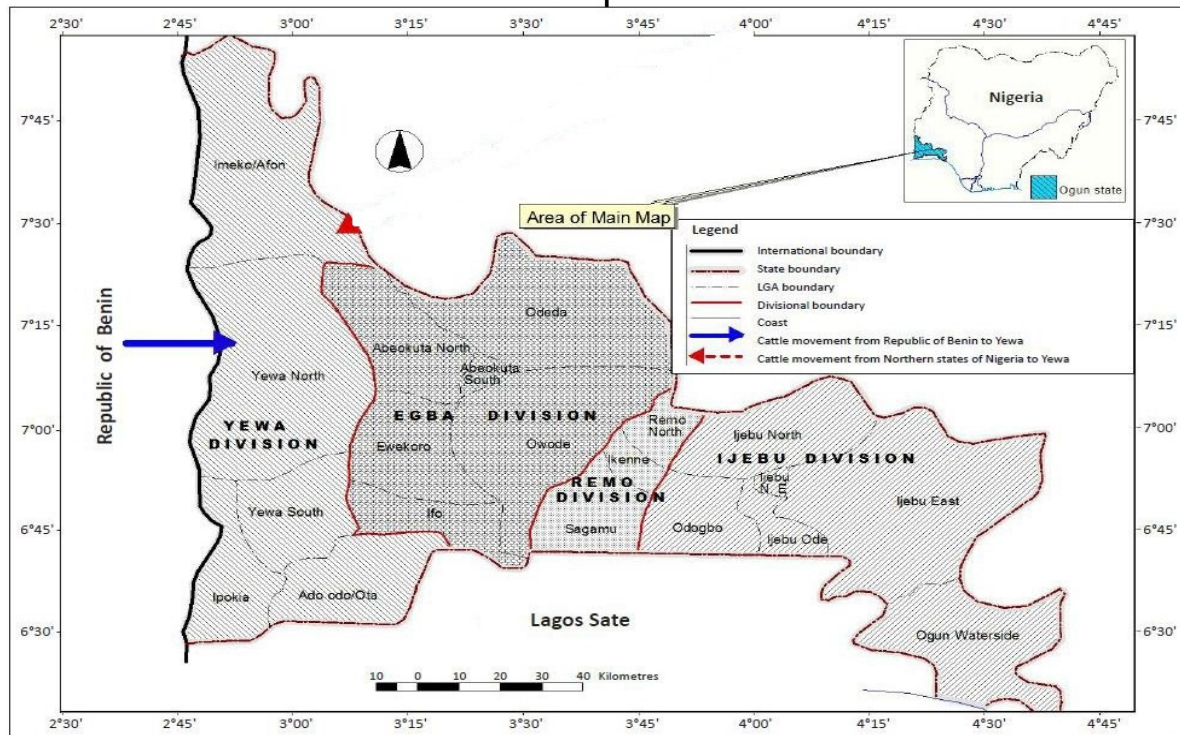 2°30' 2°45' 3°00' 3°15' 3°30' 3°45' 4°00' 4°15' 4°30' 4°45'
Nigeria
Ogun state
7°45' 7°45'
Imeko/Afon
Area of Main Map
7°30' 7°30'
Legend
International boundary
State boundary
LGA boundary
Divisional boundary
Coast
Cattle movement from Republic of Benin to Yewa
Cattle movement from Northern states of Nigeria to Yewa
Republic of Benin
7°15' 7°15'
Odeda
Abeokuta North
Abeokuta
South
Yewa North
YEWA
DIVISION
EGBA DIVISION
Remo
North
7°00' 7°00'
Ewekoro
Owode
Ijebu North
Ikenne
IJEBU DIVISION
REMO
DIVISION
Ijebu
N. E.
Ijebu East
Yewa South
Ifo
Sagamu
Odogbo
Ijebu Ode
6°45' 6°45'
Ipokia
Ado odo/Ota
Lagos Sate
6°30' 6°30'
Ogun Waterside
10 0 10 20 30 40 Kilometres
2°30' 2°45' 3°00' 3°15' 3°30' 3°45' 4°00' 4°15' 4°30' 4°45'